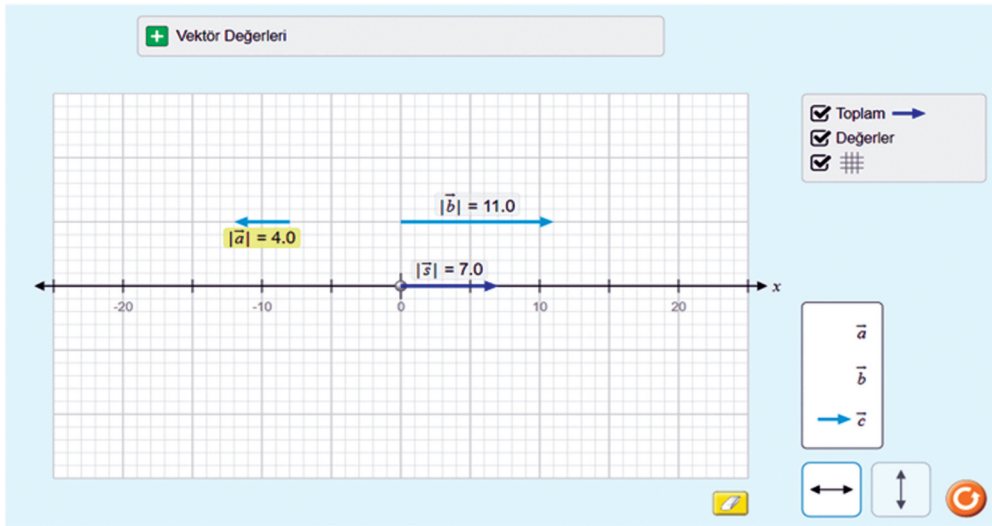 Vektör Değerleri
Toplam
Değerler
|b⃗| = 11.0
|a⃗| = 4.0
|s⃗| = 7.0
x
-20 -10 0 10 20
a⃗
b⃗
c⃗